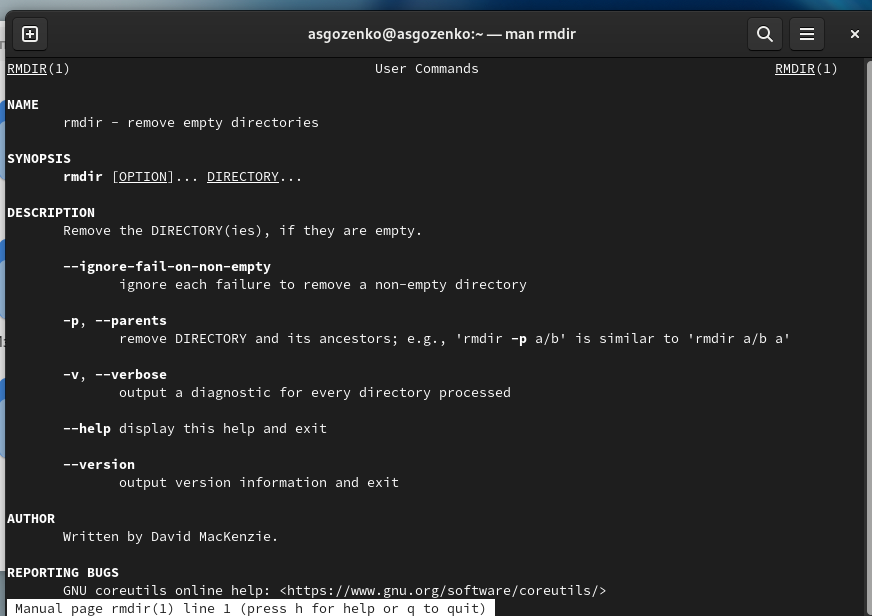 asgozenko@asgozenko:~ — man rmdir
RMDIR(1) User Commands RMDIR(1)
NAME
rmdir - remove empty directories
SYNOPSIS
rmdir [OPTION]... DIRECTORY...
DESCRIPTION
Remove the DIRECTORY(ies), if they are empty.
--ignore-fail-on-non-empty
ignore each failure to remove a non-empty directory
-p, --parents
remove DIRECTORY and its ancestors; e.g., 'rmdir -p a/b' is similar to 'rmdir a/b a'
-v, --verbose
output a diagnostic for every directory processed
--help display this help and exit
--version
output version information and exit
AUTHOR
Written by David MacKenzie.
REPORTING BUGS
GNU coreutils online help: <https://www.gnu.org/software/coreutils/>
Manual page rmdir(1) line 1 (press h for help or q to quit)